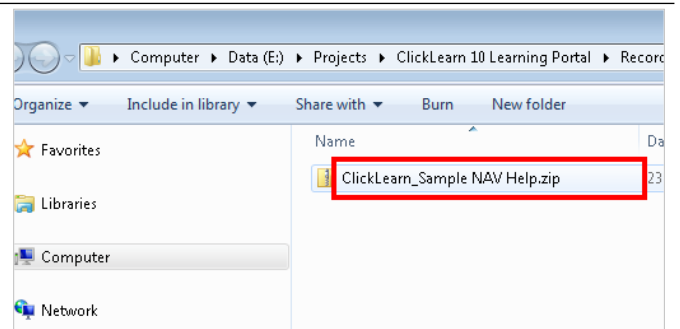 Computer ▸ Data (E:) ▸ Projects ▸ ClickLearn 10 Learning Portal ▸
Organize Include in library Share with Burn New folder
Name
Favorites
ClickLearn_Sample NAV Help.zip 23
Libraries
Computer
Network